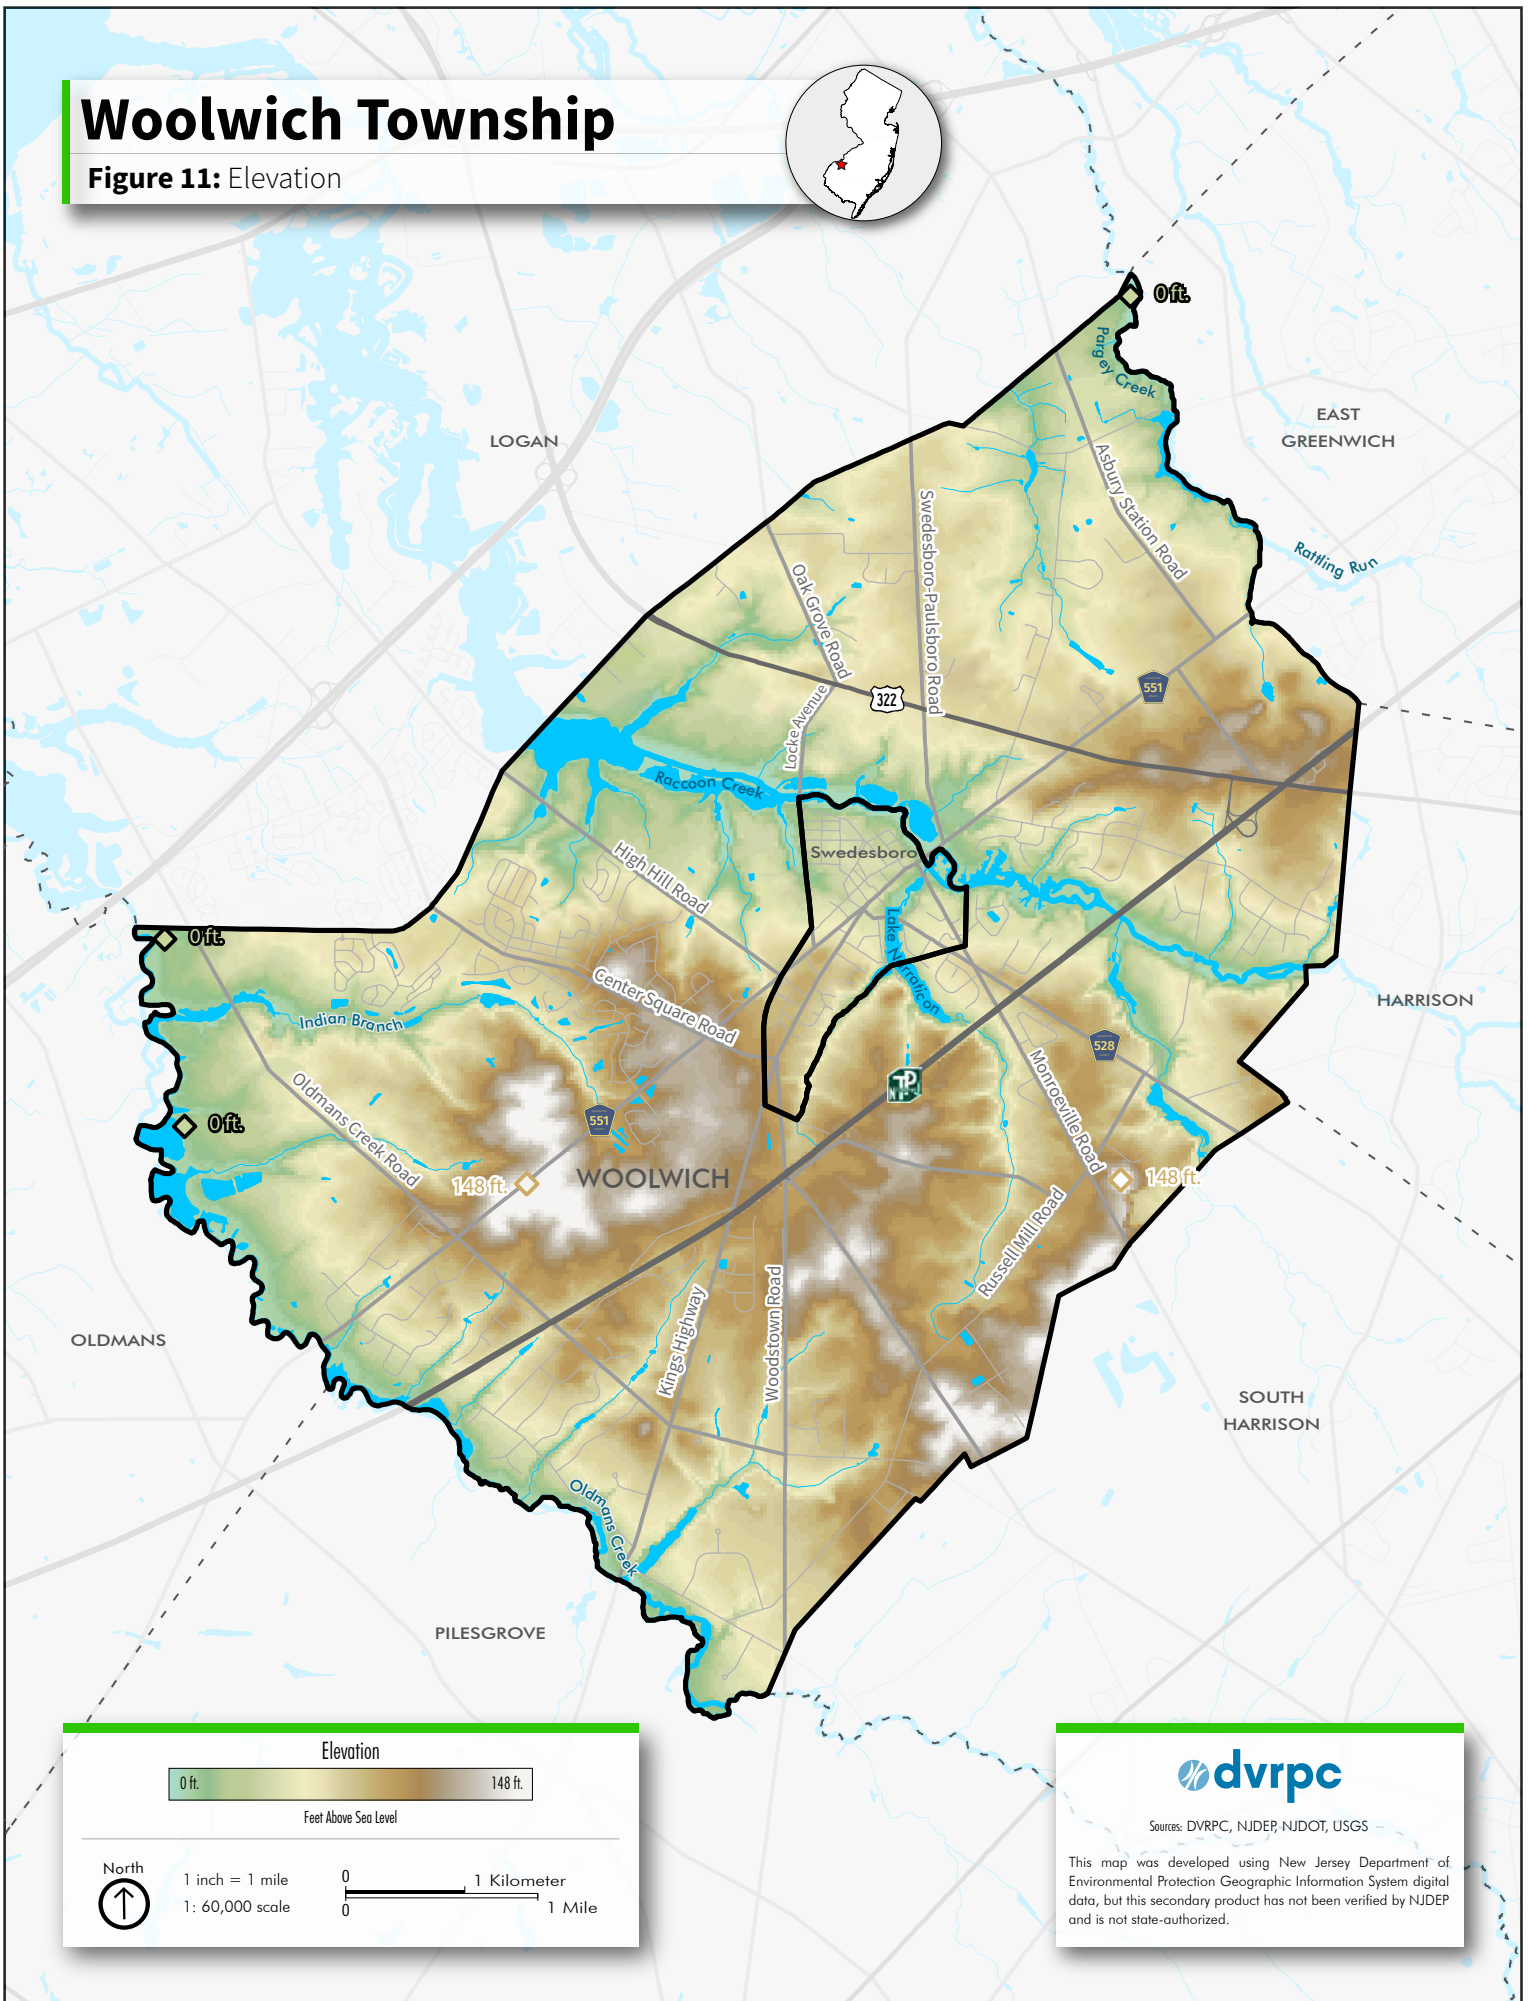 Woolwich Township
Figure 11: Elevation
0 ft.
Pargey Creek
EAST
GREENWICH
LOGAN
Asbury Station Road
Swedesboro-Paulsboro Road
Rattling Run
Oak Grove Road
551
322
Locke Avenue
Raccoon Creek
Swedesboro
High Hill Road
Lake Narraticon
0 ft.
Center Square Road
HARRISON
Indian Branch
528
Monroeville Road
TP
N
Oldmans Creek Road
0 ft.
551
WOOLWICH
148 ft.
148 ft.
Russell Mill Road
Kings Highway
Woodstown Road
OLDMANS
SOUTH
HARRISON
Oldmans Creek
PILESGROVE
Elevation
0 ft.
148 ft.
Feet Above Sea Level
North
1 inch = 1 mile
1: 60,000 scale
0
1 Kilometer
0
1 Mile
dvrpc
Sources: DVRPC, NJDEP, NJDOT, USGS
This map was developed using New Jersey Department of
Environmental Protection Geographic Information System digital
data, but this secondary product has not been verified by NJDEP
and is not state-authorized.